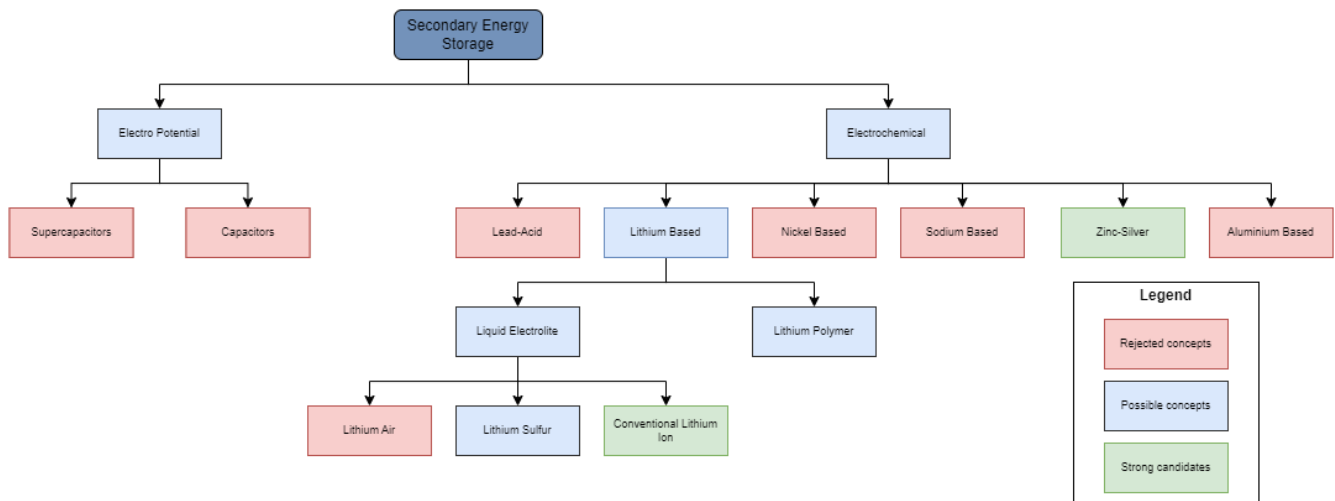 Secondary Energy
Storage
Electro Potential
Electrochemical
Supercapacitors
Capacitors
Lead-Acid
Lithium Based
Nickel Based
Sodium Based
Zinc-Silver
Aluminium Based
Liquid Electrolite
Lithium Polymer
Lithium Air
Lithium Sulfur
Conventional Lithium
Ion
Legend
Rejected concepts
Possible concepts
Strong candidates